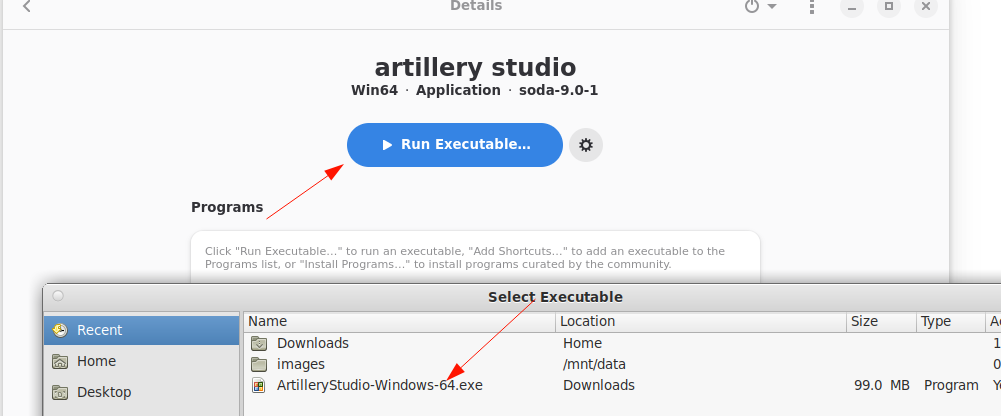 Details
artillery studio
Win64 · Application · soda-9.0-1
Run Executable...
Programs
Click "Run Executable..." to run an executable, "Add Shortcuts..." to add an executable to the
Programs list, or "Install Programs..." to install programs curated by the community.
Select Executable
Recent
Home
Desktop
Name Location Size Type
Downloads Home
images /mnt/data
ArtilleryStudio-Windows-64.exe Downloads 99.0 MB Program